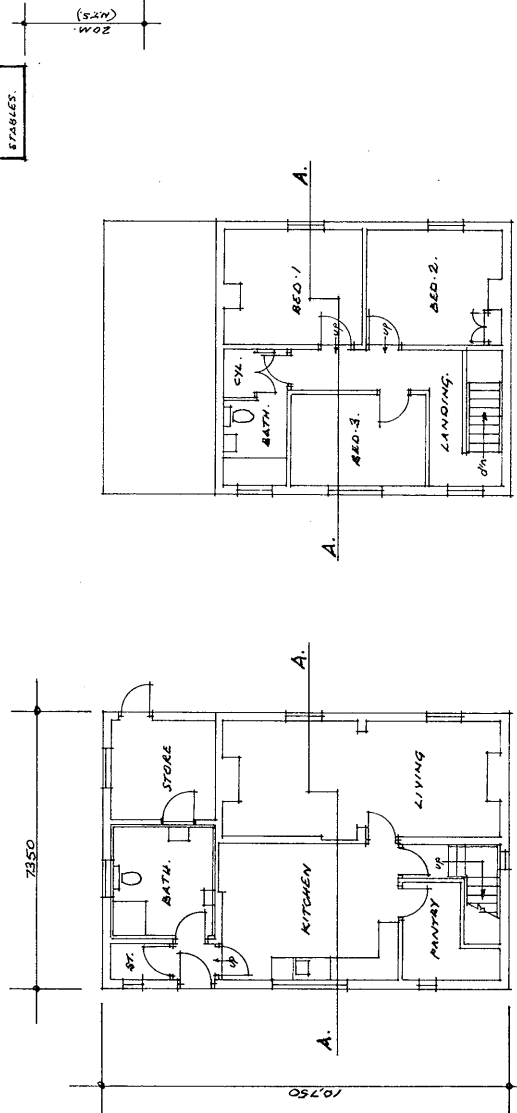 STABLES.
20M.
(N.T.S)
A.
BED.1
BED.2.
up
up
CYL.
BATH.
BED.3.
LANDING.
dn
A.
7350
A.
STORE
LIVING
BATH.
KITCHEN
up
ST.
up
PANTRY
A.
10,750